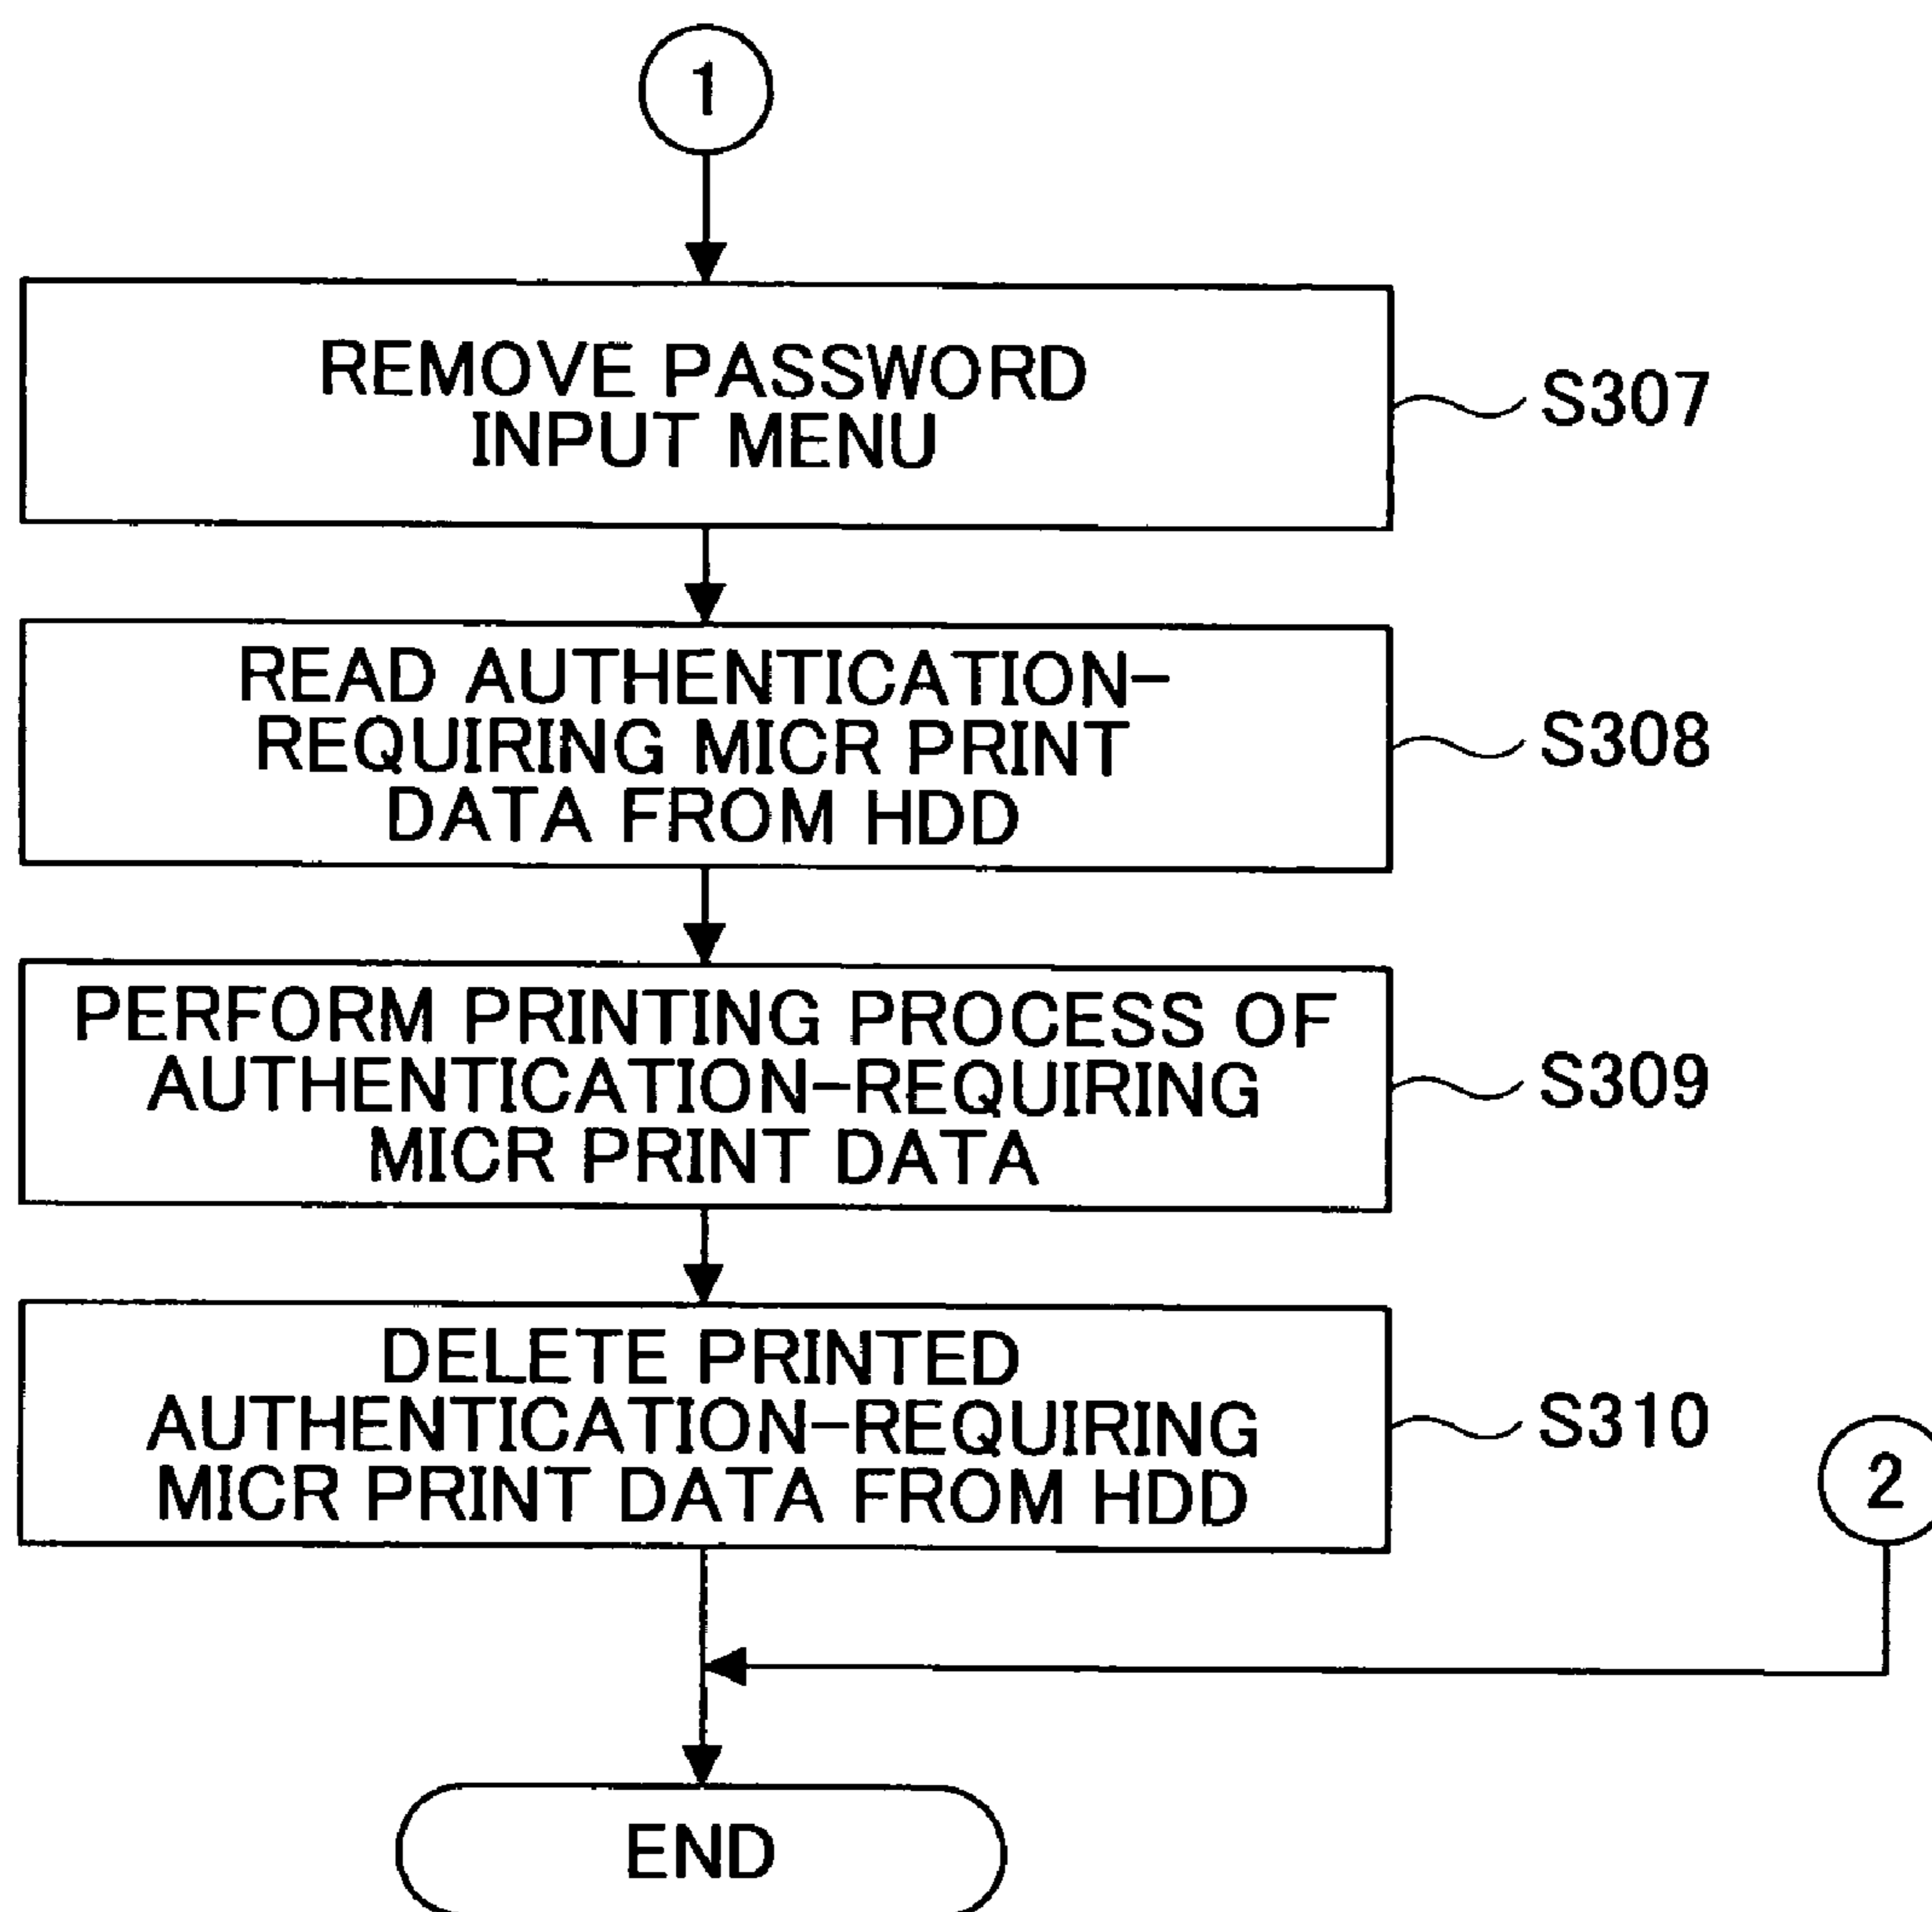 1
REMOVE PASSWORD
INPUT MENU
S307
READ AUTHENTICATION-
REQUIRING MICR PRINT
DATA FROM HDD
S308
PERFORM PRINTING PROCESS OF
AUTHENTICATION-REQUIRING
MICR PRINT DATA
S309
DELETE PRINTED
AUTHENTICATION-REQUIRING
MICR PRINT DATA FROM HDD
S310
2
END